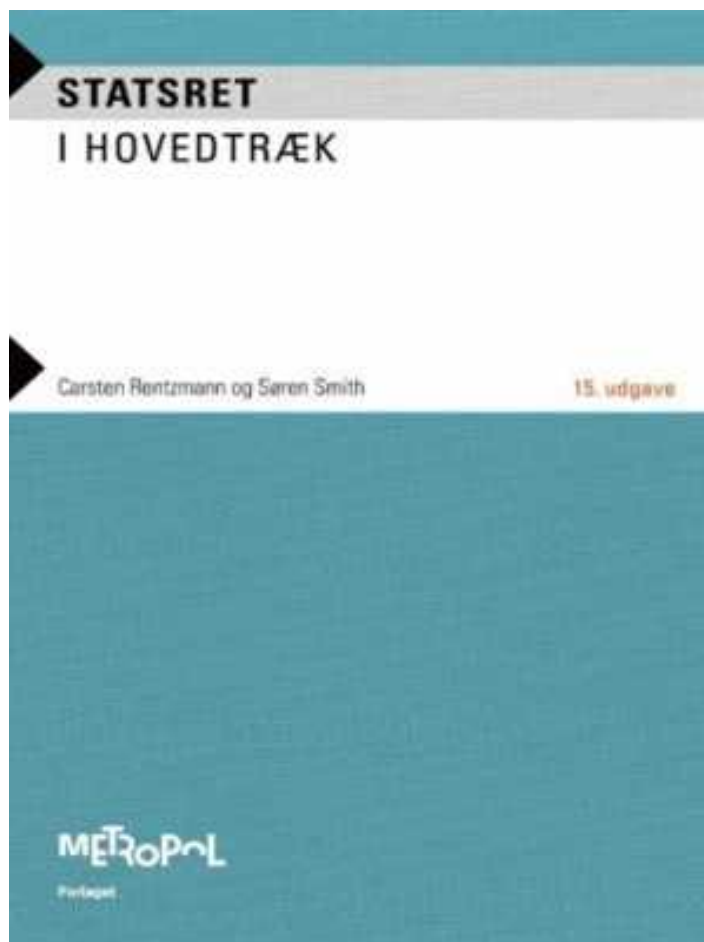 STATSRET
I HOVEDTRÆK
Carsten Rentzmann og Søren Smith
15. udgave
METROPOL
Forlaget